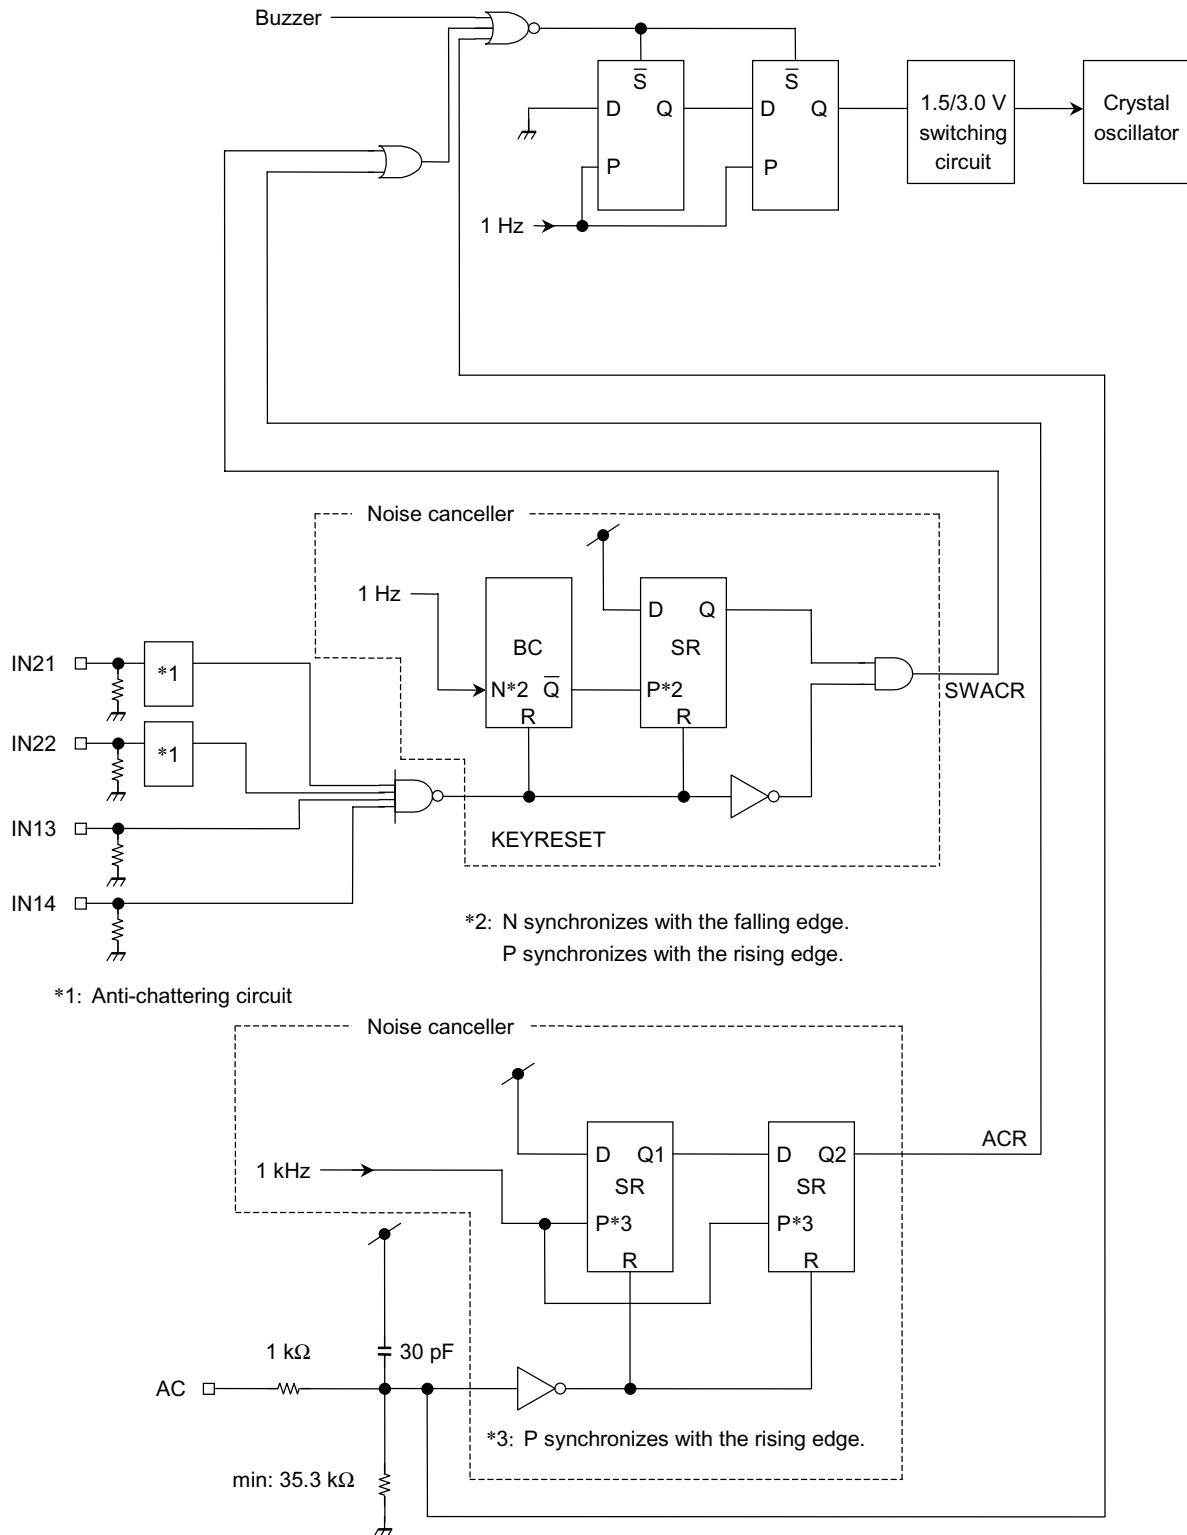 Buzzer
S̅
S̅
D Q
D Q
1.5/3.0 V
switching
circuit
Crystal
oscillator
P
P
1 Hz
Noise canceller
1 Hz
D Q
BC
SR
N*2 Q̅
P*2
R
R
IN21
*1
SWACR
IN22
*1
IN13
KEYRESET
IN14
*2: N synchronizes with the falling edge.
P synchronizes with the rising edge.
*1: Anti-chattering circuit
Noise canceller
ACR
D Q1
D Q2
1 kHz
SR
SR
P*3
P*3
R
R
1 kΩ
30 pF
AC
*3: P synchronizes with the rising edge.
min: 35.3 kΩ